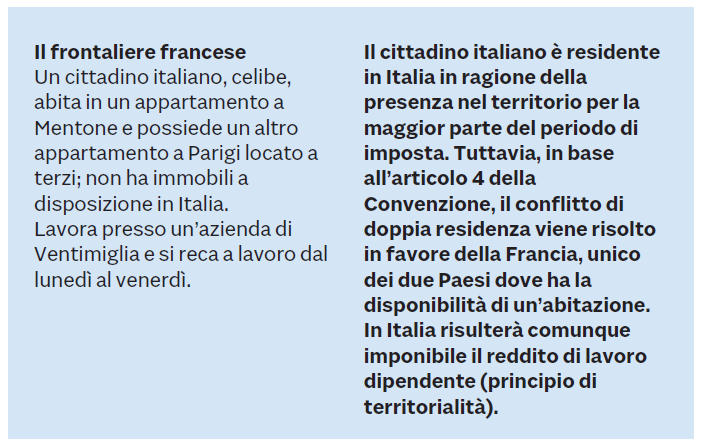 Il frontaliere francese
Un cittadino italiano, celibe,
abita in un appartamento a
Mentone e possiede un altro
appartamento a Parigi locato a
terzi; non ha immobili a
disposizione in Italia.
Lavora presso un’azienda di
Ventimiglia e si reca a lavoro dal
lunedì al venerdì.
Il cittadino italiano è residente
in Italia in ragione della
presenza nel territorio per la
maggior parte del periodo di
imposta. Tuttavia, in base
all’articolo 4 della
Convenzione, il conflitto di
doppia residenza viene risolto
in favore della Francia, unico
dei due Paesi dove ha la
disponibilità di un’abitazione.
In Italia risulterà comunque
imponibile il reddito di lavoro
dipendente (principio di
territorialità).